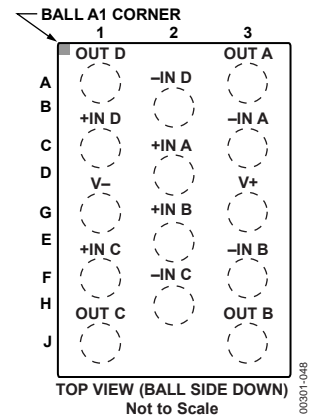 BALL A1 CORNER
1 2 3
OUT D OUT A
A –IN D
B
+IN D –IN A
C +IN A
D
V– V+
G +IN B
E
+IN C –IN B
F –IN C
H
OUT C OUT B
J
TOP VIEW (BALL SIDE DOWN)
Not to Scale
00301-048